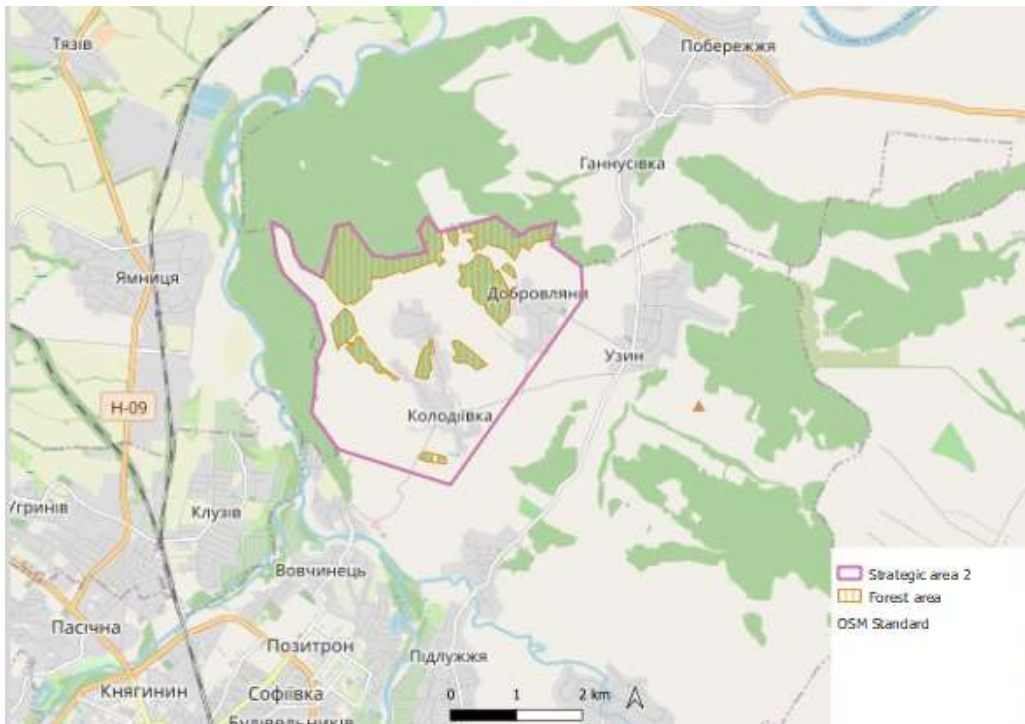 Тязів
Побережжя
Ганнусівка
Ямниця
Добровляни
Узин
Н-09
Колодіївка
Угринів
Клузів
Вовчинець
Strategic area 2
Forest area
OSM Standard
Пасічна
Позитрон
Підлужжя
Княгинин
Софіївка
0 1 2 km
Будівельників